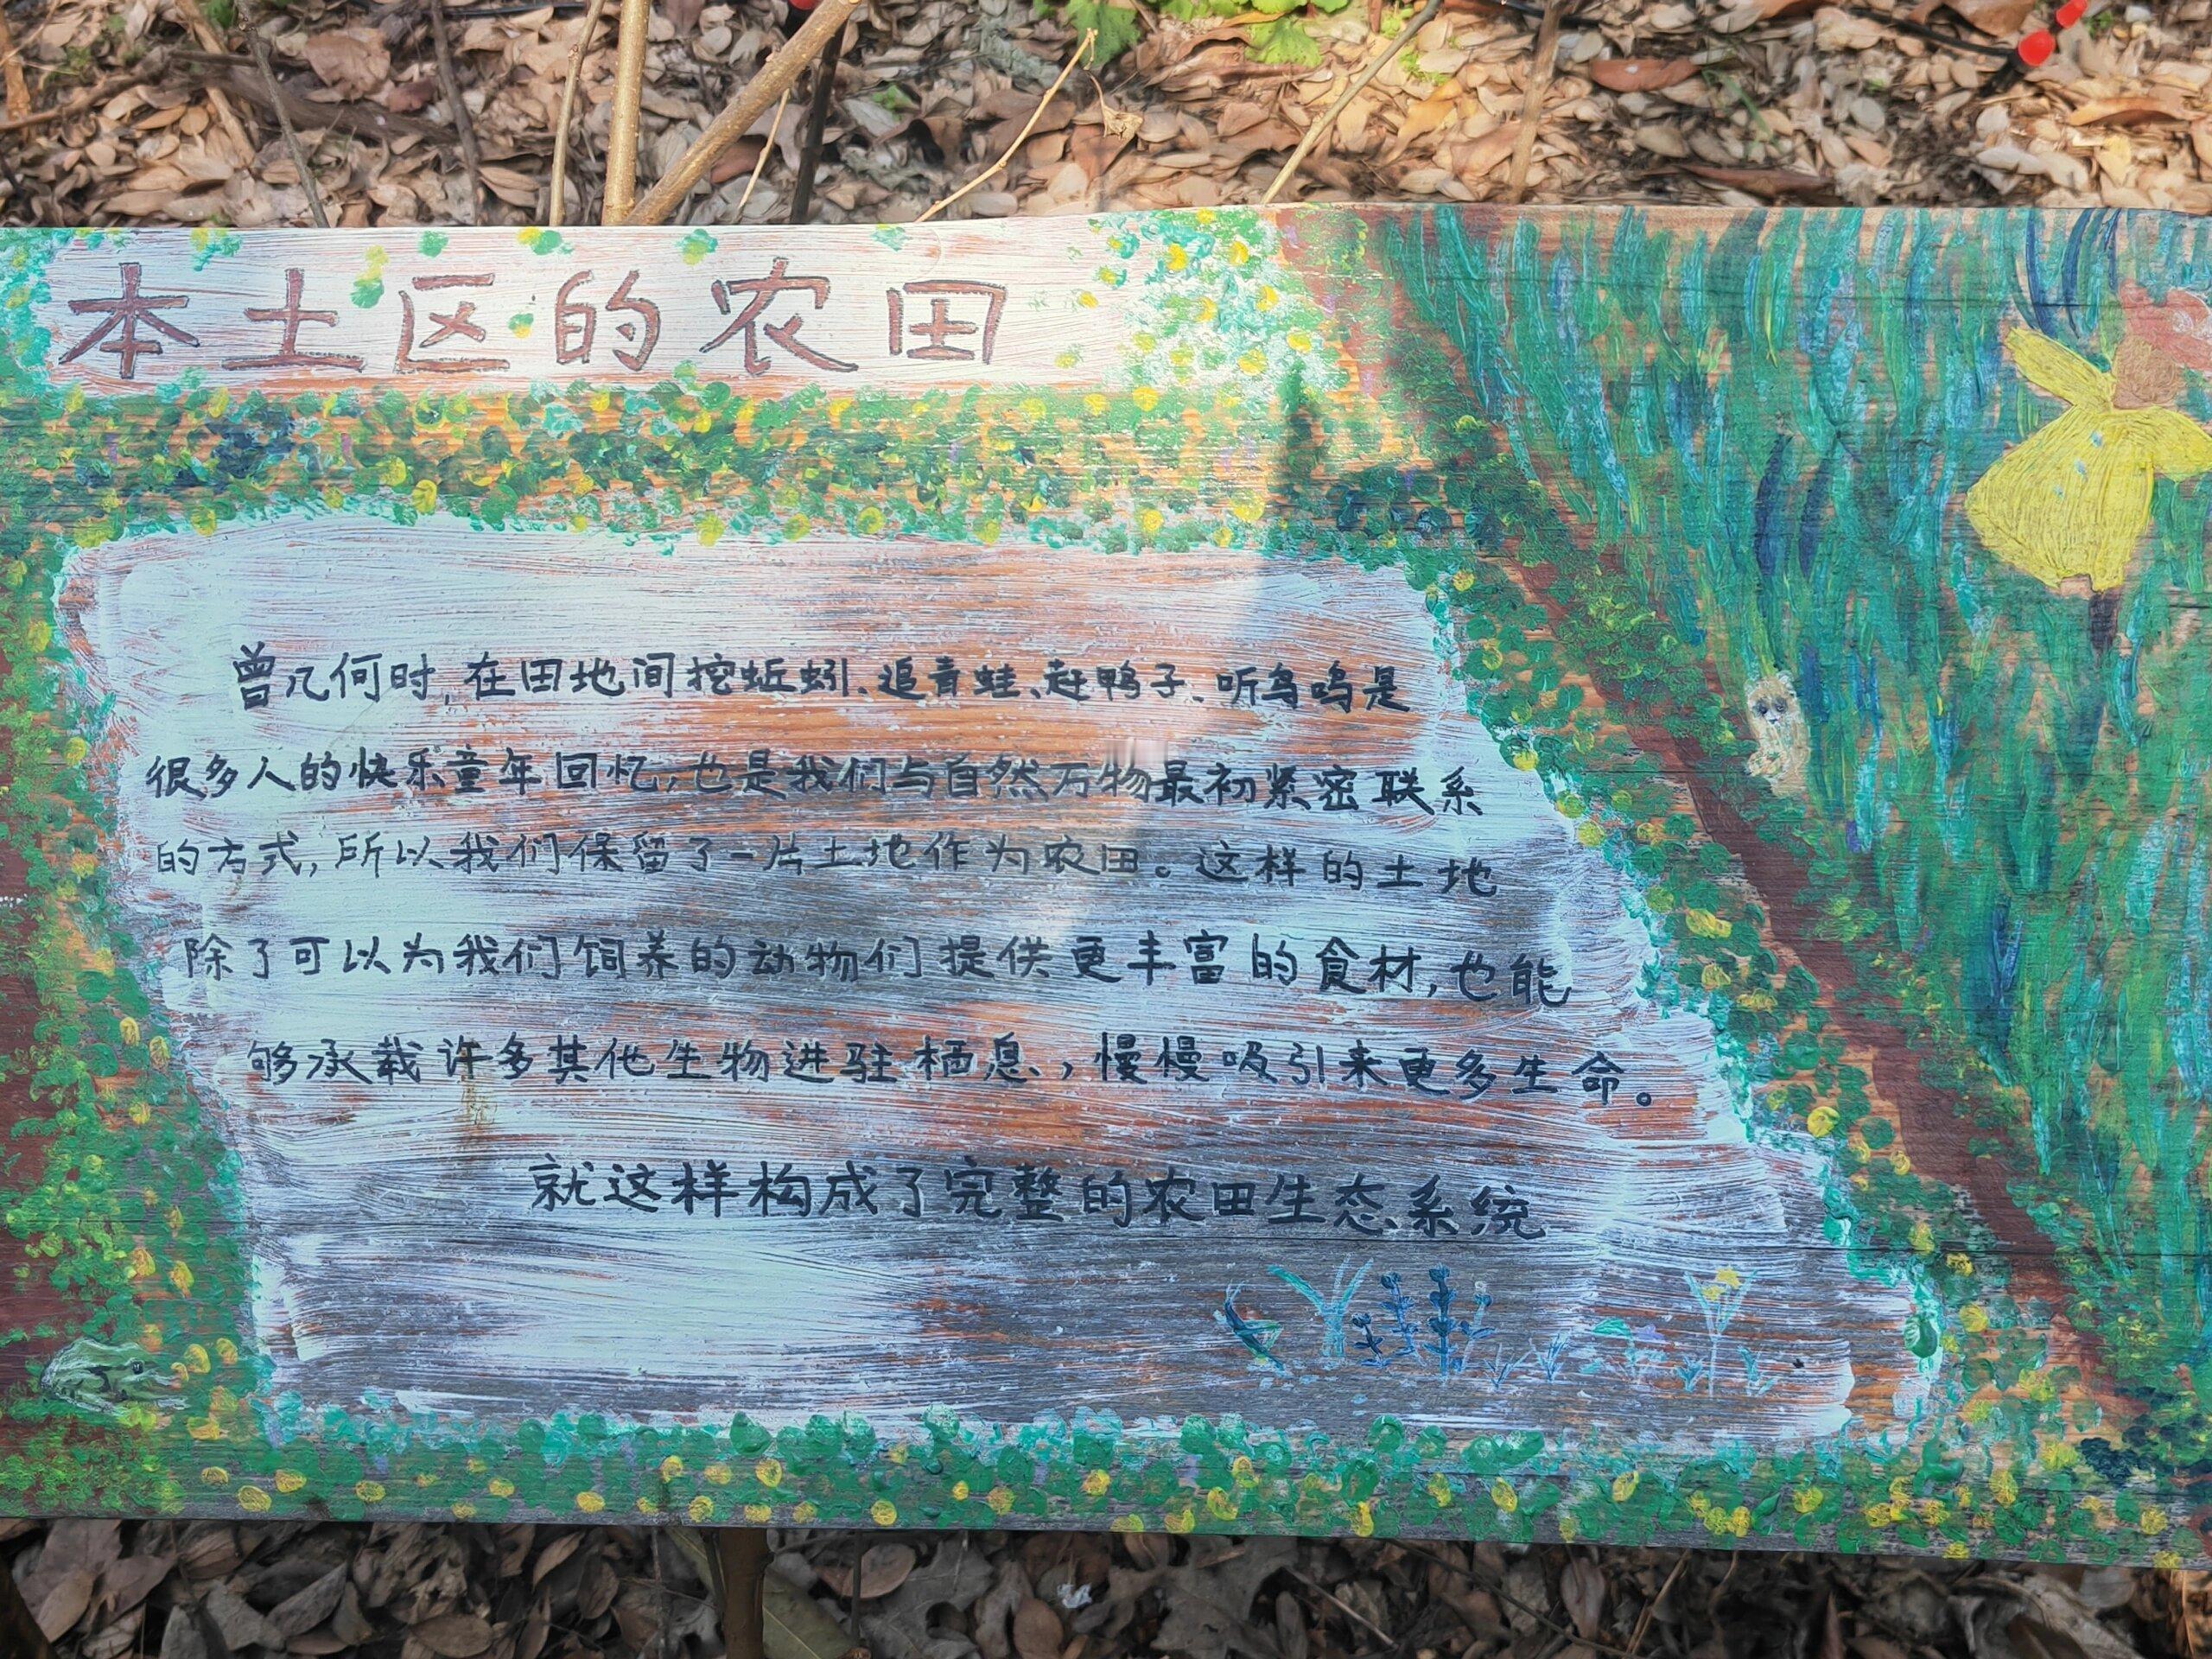 本土区的农田
曾几何时,在田地间挖蚯蚓、追青蛙、赶鸭子、听鸟鸣是
很多人的快乐童年回忆,也是我们与自然万物最初紧密联系
的方式,所以我们保留了一片土地作为农田。这样的土地
除了可以为我们饲养的动物们提供更丰富的食材,也能
够承载许多其他生物进驻栖息,慢慢吸引来更多生命。
就这样构成了完整的农田生态系统